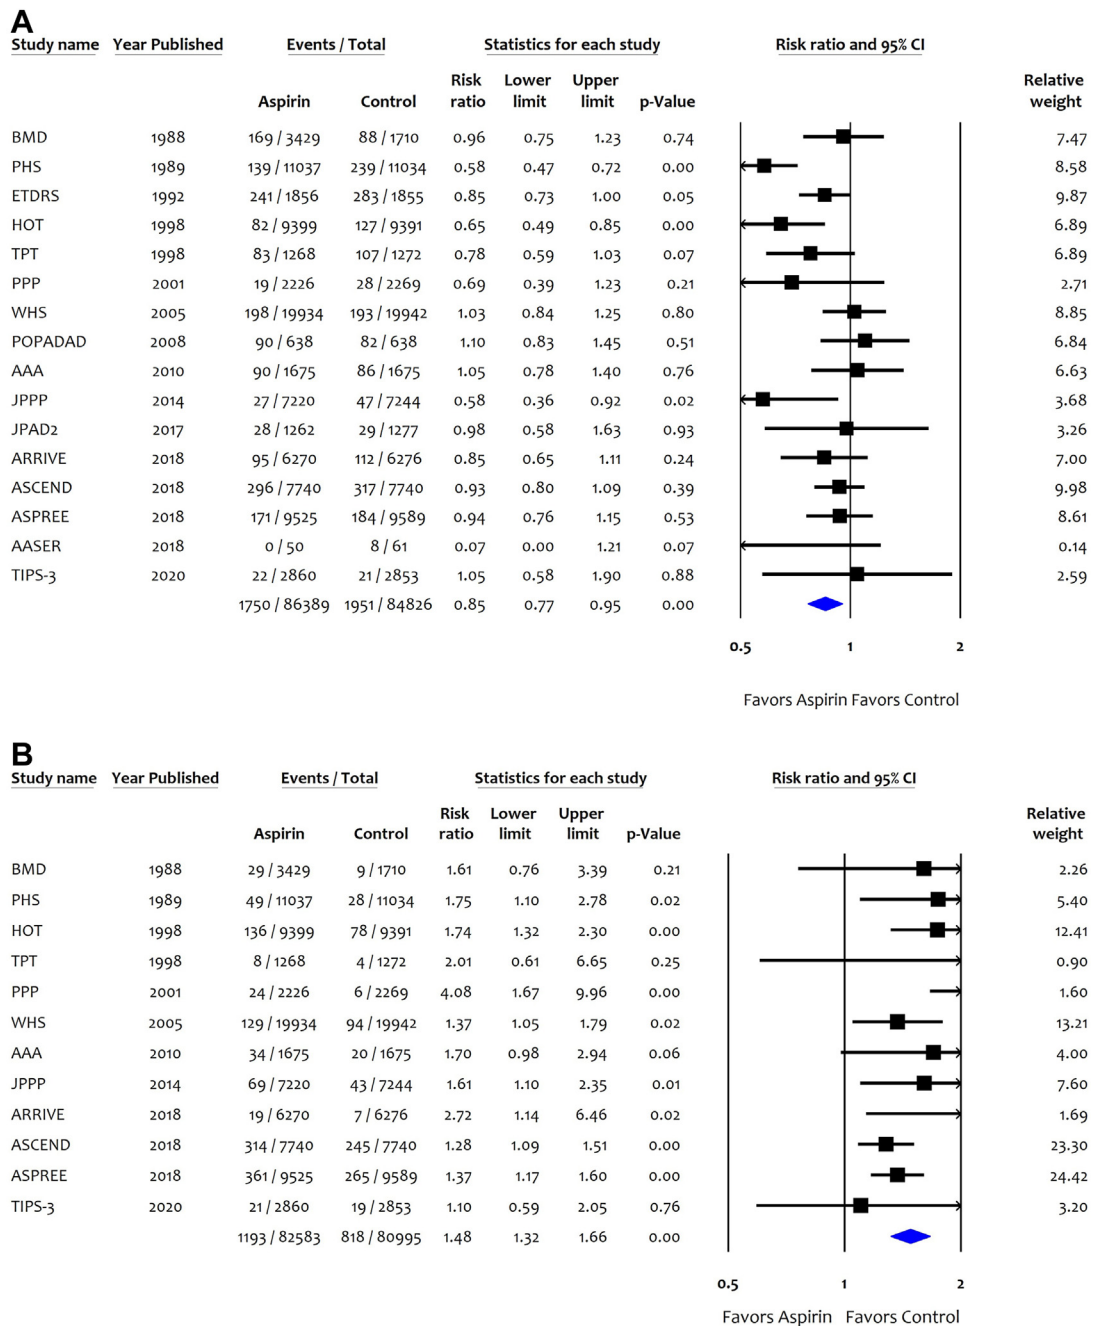 A
Study name Year Published Events / Total Statistics for each study Risk ratio and 95% CI
Risk Lower Upper Relative
Aspirin Control ratio limit limit p-Value weight
BMD 1988 169 / 3429 88 / 1710 0.96 0.75 1.23 0.74 7.47
PHS 1989 139 / 11037 239 / 11034 0.58 0.47 0.72 0.00 8.58
ETDRS 1992 241 / 1856 283 / 1855 0.85 0.73 1.00 0.05 9.87
HOT 1998 82 / 9399 127 / 9391 0.65 0.49 0.85 0.00 6.89
TPT 1998 83 / 1268 107 / 1272 0.78 0.59 1.03 0.07 6.89
PPP 2001 19 / 2226 28 / 2269 0.69 0.39 1.23 0.21 2.71
WHS 2005 198 / 19934 193 / 19942 1.03 0.84 1.25 0.80 8.85
POPADAD 2008 90 / 638 82 / 638 1.10 0.83 1.45 0.51 6.84
AAA 2010 90 / 1675 86 / 1675 1.05 0.78 1.40 0.76 6.63
JPPP 2014 27 / 7220 47 / 7244 0.58 0.36 0.92 0.02 3.68
JPAD2 2017 28 / 1262 29 / 1277 0.98 0.58 1.63 0.93 3.26
ARRIVE 2018 95 / 6270 112 / 6276 0.85 0.65 1.11 0.24 7.00
ASCEND 2018 296 / 7740 317 / 7740 0.93 0.80 1.09 0.39 9.98
ASPREE 2018 171 / 9525 184 / 9589 0.94 0.76 1.15 0.53 8.61
AASER 2018 0 / 50 8 / 61 0.07 0.00 1.21 0.07 0.14
TIPS-3 2020 22 / 2860 21 / 2853 1.05 0.58 1.90 0.88 2.59
1750 / 86389 1951 / 84826 0.85 0.77 0.95 0.00
0.5 1 2
Favors Aspirin Favors Control
B
Study name Year Published Events / Total Statistics for each study Risk ratio and 95% CI
Risk Lower Upper Relative
Aspirin Control ratio limit limit p-Value weight
BMD 1988 29 / 3429 9 / 1710 1.61 0.76 3.39 0.21 2.26
PHS 1989 49 / 11037 28 / 11034 1.75 1.10 2.78 0.02 5.40
HOT 1998 136 / 9399 78 / 9391 1.74 1.32 2.30 0.00 12.41
TPT 1998 8 / 1268 4 / 1272 2.01 0.61 6.65 0.25 0.90
PPP 2001 24 / 2226 6 / 2269 4.08 1.67 9.96 0.00 1.60
WHS 2005 129 / 19934 94 / 19942 1.37 1.05 1.79 0.02 13.21
AAA 2010 34 / 1675 20 / 1675 1.70 0.98 2.94 0.06 4.00
JPPP 2014 69 / 7220 43 / 7244 1.61 1.10 2.35 0.01 7.60
ARRIVE 2018 19 / 6270 7 / 6276 2.72 1.14 6.46 0.02 1.69
ASCEND 2018 314 / 7740 245 / 7740 1.28 1.09 1.51 0.00 23.30
ASPREE 2018 361 / 9525 265 / 9589 1.37 1.17 1.60 0.00 24.42
TIPS-3 2020 21 / 2860 19 / 2853 1.10 0.59 2.05 0.76 3.20
1193 / 82583 818 / 80995 1.48 1.32 1.66 0.00
0.5 1 2
Favors Aspirin Favors Control